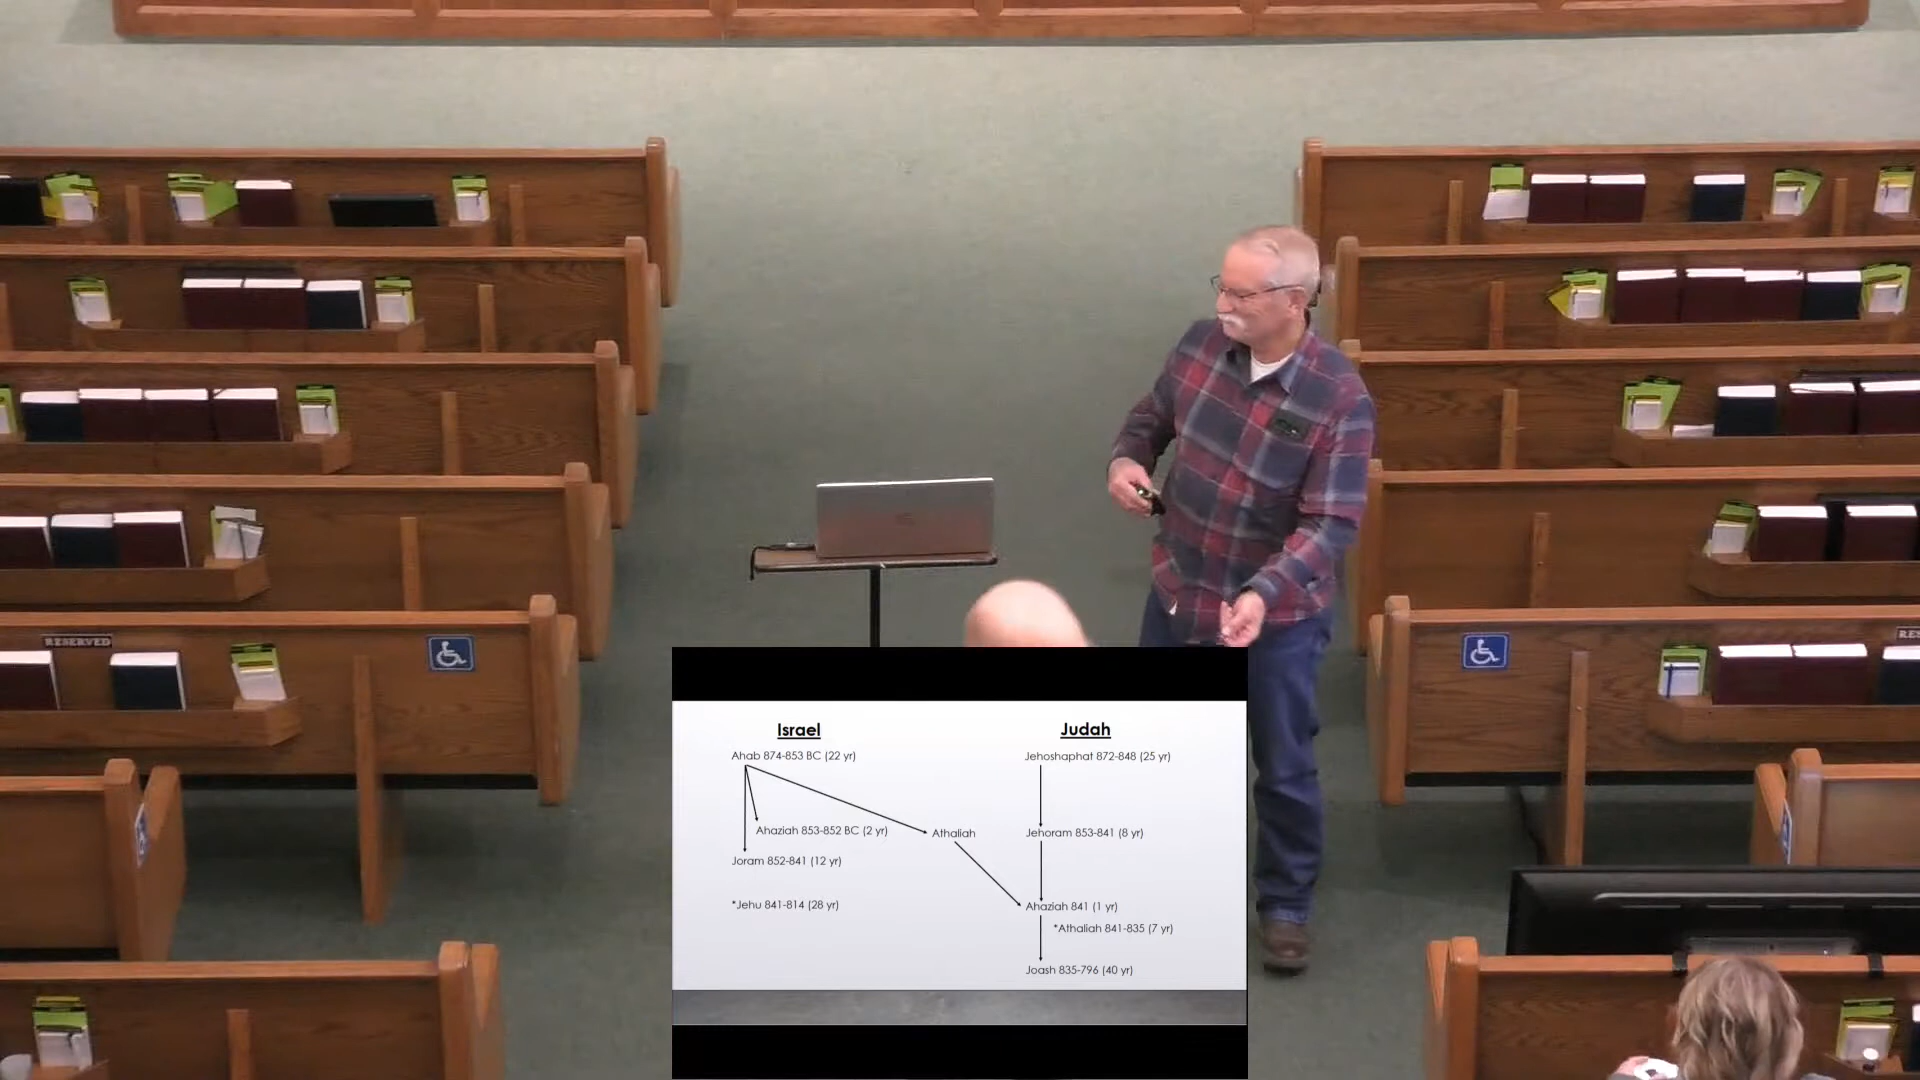 RESERVED
Israel
Judah
Ahab 874-853 BC (22 yr)
Jehoshaphat 872-848 (25 yr)
Ahaziah 853-852 BC (2 yr)
Athaliah
Jehoram 853-841 (8 yr)
Joram 852-841 (12 yr)
*Jehu 841-814 (28 yr)
Ahaziah 841 (1 yr)
*Athaliah 841-835 (7 yr)
Joash 835-796 (40 yr)